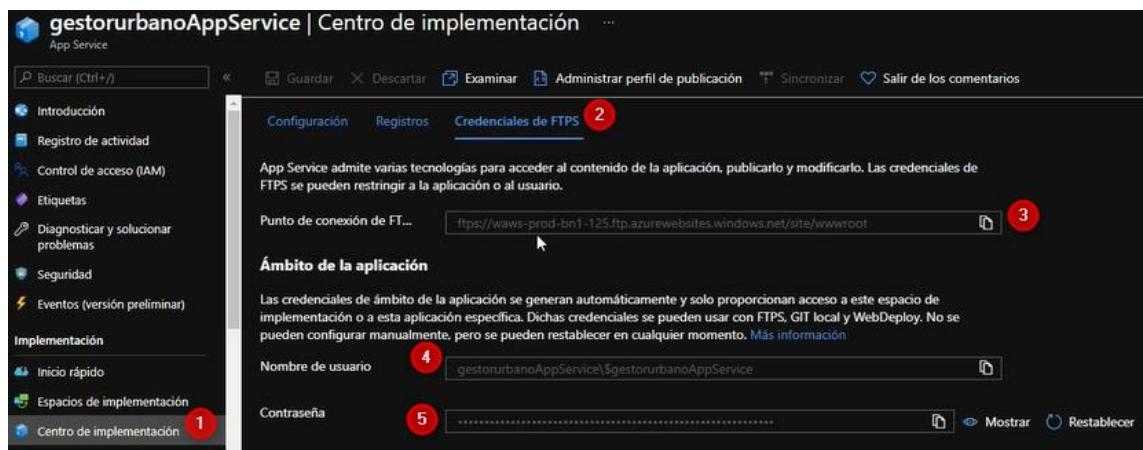 gestorurbanoAppService | Centro de implementación ...
App Service
Buscar (Ctrl+/) «
Guardar Descartar Examinar Administrar perfil de publicación Sincronizar Salir de los comentarios
Introducción
Registro de actividad
Control de acceso (IAM)
Etiquetas
Diagnosticar y solucionar
problemas
Seguridad
Eventos (versión preliminar)
Implementación
Inicio rápido
Espacios de implementación
Centro de implementación 1
Configuración Registros Credenciales de FTPS 2
App Service admite varias tecnologías para acceder al contenido de la aplicación, publicarlo y modificarlo. Las credenciales de
FTPS se pueden restringir a la aplicación o al usuario.
Punto de conexión de FT... ftps://waws-prod-bn1-125.ftp.azurewebsites.windows.net/site/wwwroot 3
Ámbito de la aplicación
Las credenciales de ámbito de la aplicación se generan automáticamente y solo proporcionan acceso a este espacio de
implementación o a esta aplicación específica. Dichas credenciales se pueden usar con FTPS, GIT local y WebDeploy. No se
pueden configurar manualmente, pero se pueden restablecer en cualquier momento. Más información
Nombre de usuario 4 gestorurbanoAppService\$gestorurbanoAppService
Contraseña 5 Mostrar Restablecer